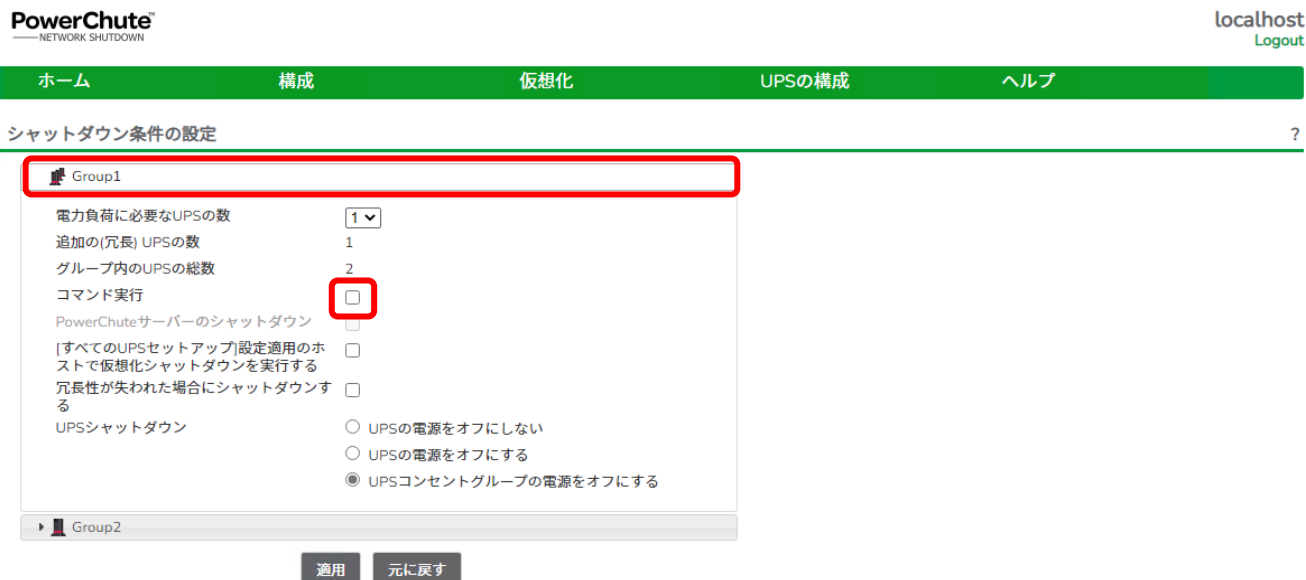 PowerChute™
NETWORK SHUTDOWN
localhost
Logout
ホーム 構成 仮想化 UPSの構成 ヘルプ
シャットダウン条件の設定 ?
Group1
電力負荷に必要なUPSの数 1
追加の(冗長) UPSの数 1
グループ内のUPSの総数 2
コマンド実行
PowerChuteサーバーのシャットダウン
[すべてのUPSセットアップ]設定適用のホ
ストで仮想化シャットダウンを実行する
冗長性が失われた場合にシャットダウンす
る
UPSシャットダウン UPSの電源をオフにしない
UPSの電源をオフにする
UPSコンセントグループの電源をオフにする
Group2
適用 元に戻す